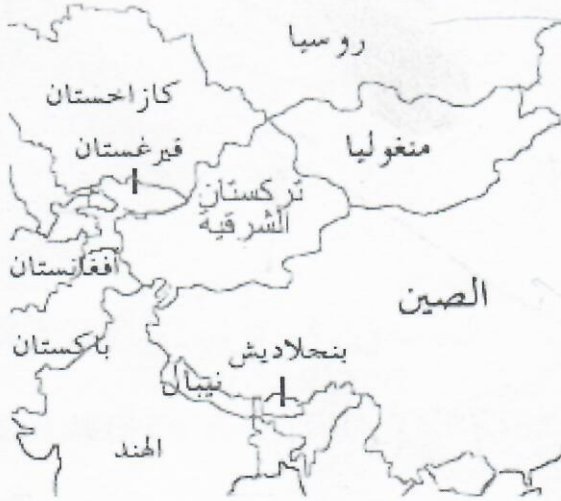 روسيا
كازاخستان
منغوليا
قيرغستان
تركستان
الشرقية
أفغانستان
الصين
باكستان
بنجلاديش
نيبال
الهند